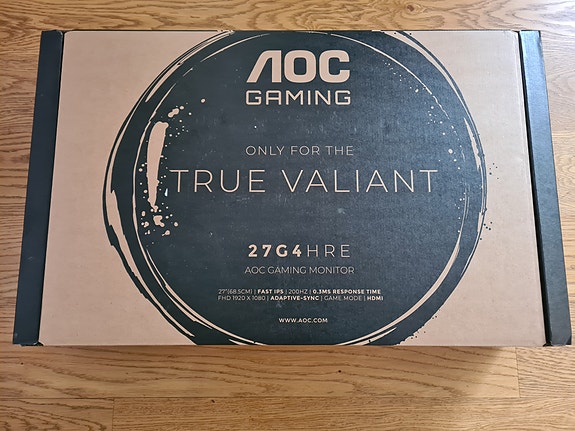 AOC
GAMING
ONLY FOR THE
TRUE VALIANT
27G4HRE
AOC GAMING MONITOR
27"(68.5CM) | FAST IPS | 200HZ | 0.3MS RESPONSE TIME
FHD 1920 X 1080 | ADAPTIVE-SYNC | GAME MODE | HDMI
WWW.AOC.COM